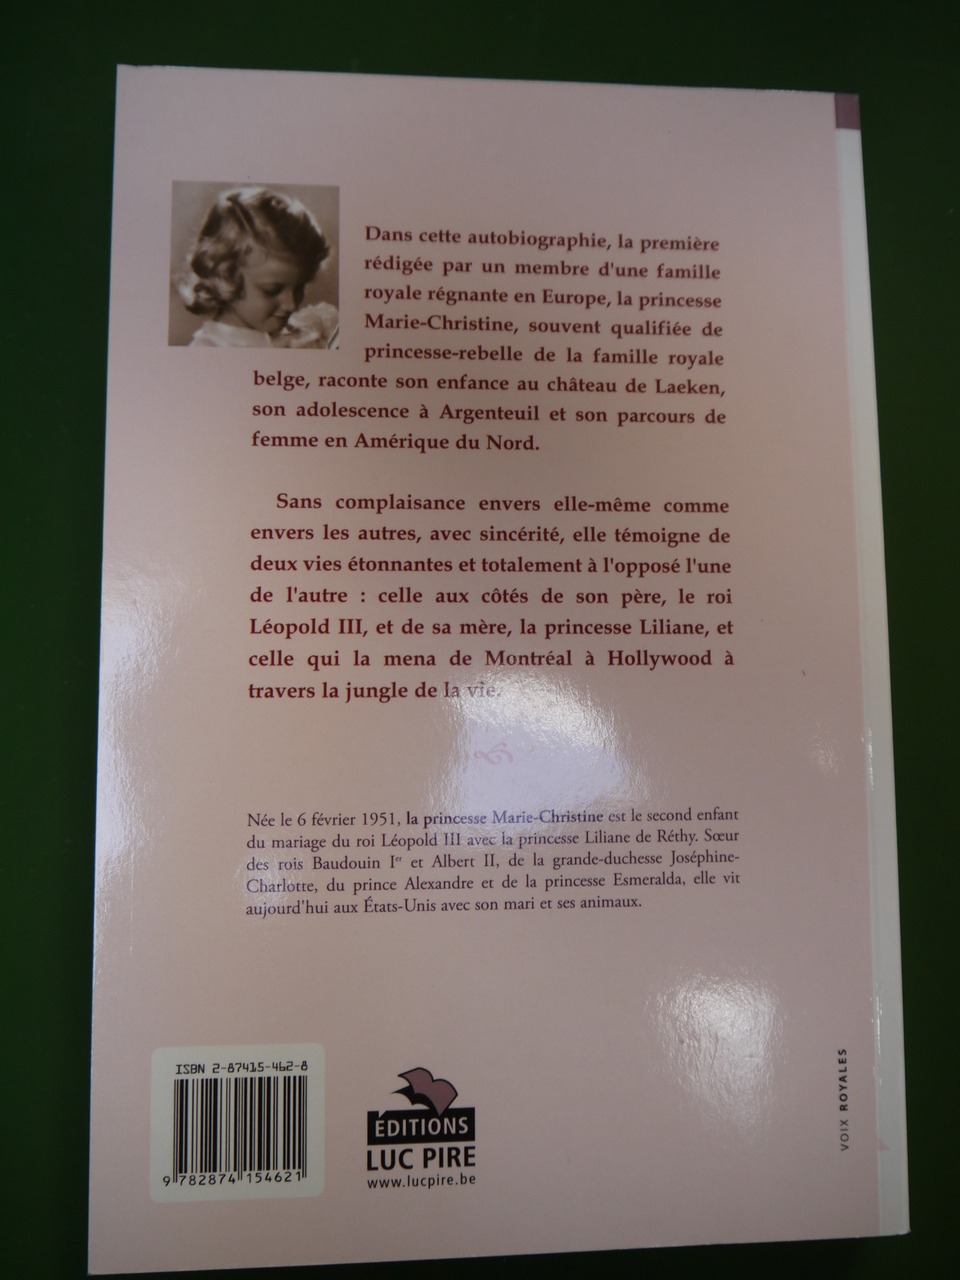 Dans cette autobiographie, la première
rédigée par un membre d'une famille
royale régnante en Europe, la princesse
Marie-Christine, souvent qualifiée de
princesse-rebelle de la famille royale
belge, raconte son enfance au château de Laeken,
son adolescence à Argenteuil et son parcours de
femme en Amérique du Nord.
Sans complaisance envers elle-même comme
envers les autres, avec sincérité, elle témoigne de
deux vies étonnantes et totalement à l'opposé l'une
de l'autre : celle aux côtés de son père, le roi
Léopold III, et de sa mère, la princesse Liliane, et
celle qui la mena de Montréal à Hollywood à
travers la jungle de la vie.
Née le 6 février 1951, la princesse Marie-Christine est le second enfant
du mariage du roi Léopold III avec la princesse Liliane de Réthy. Sœur
des rois Baudouin Ier et Albert II, de la grande-duchesse Joséphine-
Charlotte, du prince Alexandre et de la princesse Esmeralda, elle vit
aujourd'hui aux États-Unis avec son mari et ses animaux.
ISBN 2-87415-462-8
9 782874 154621
ÉDITIONS
LUC PIRE
www.lucpire.be
VOIX ROYALES